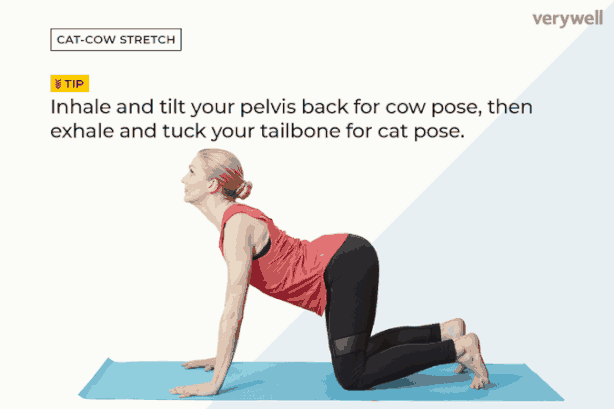 verywell
CAT-COW STRETCH
TIP
Inhale and tilt your pelvis back for cow pose, then
exhale and tuck your tailbone for cat pose.